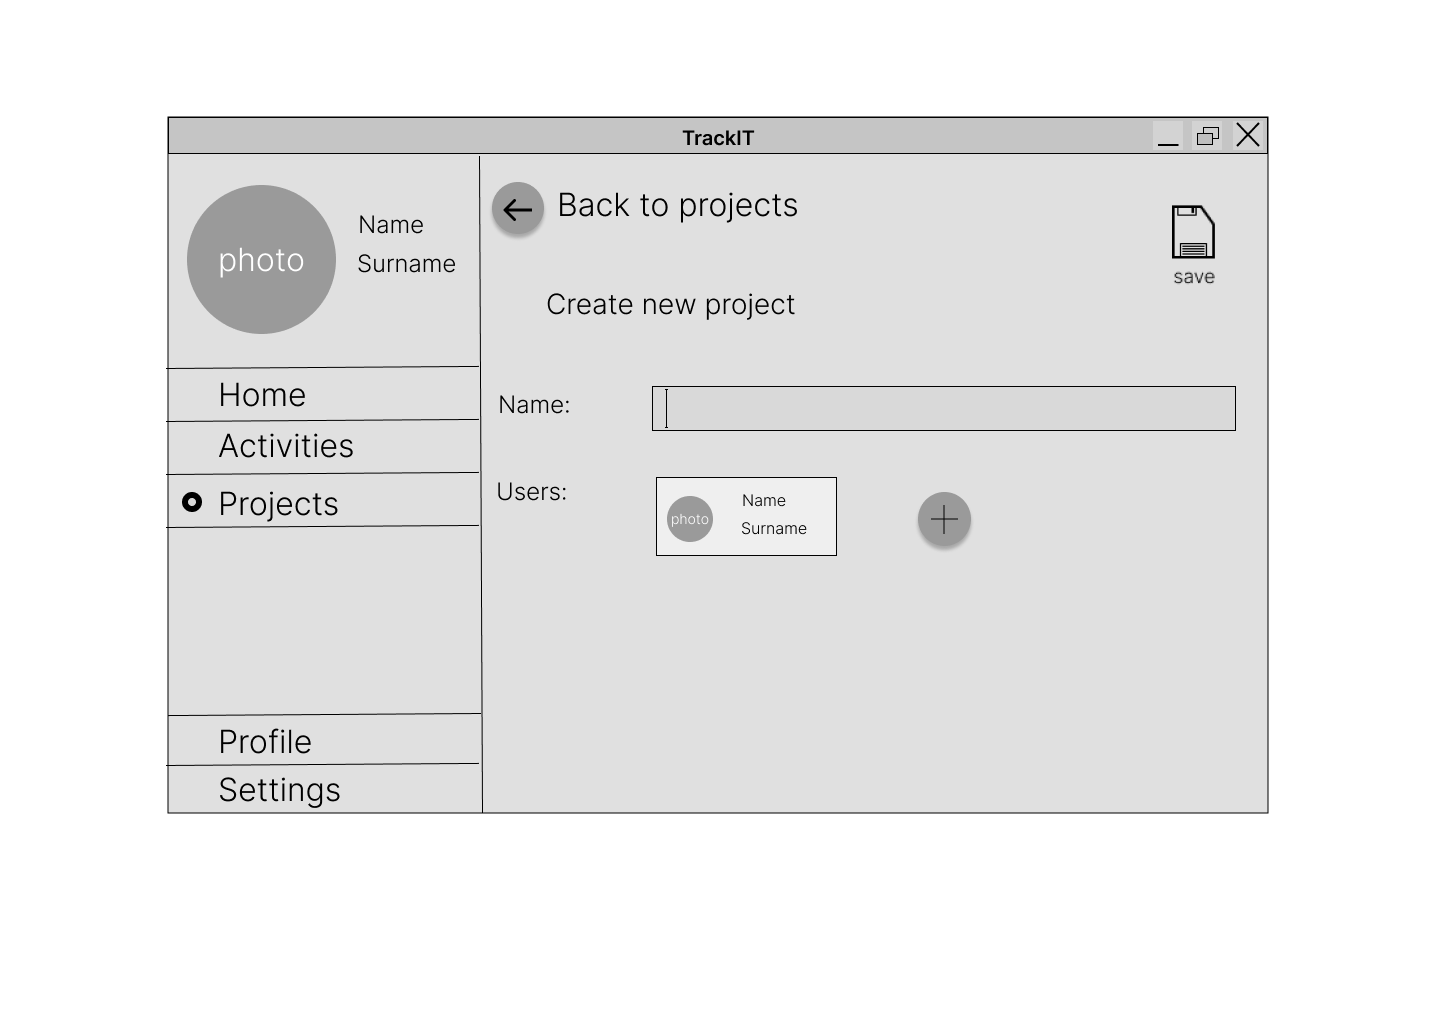 TrackIT
photo
Name
Surname
Home
Activities
Projects
Profile
Settings
Back to projects
save
Create new project
Name:
Users:
photo
Name
Surname